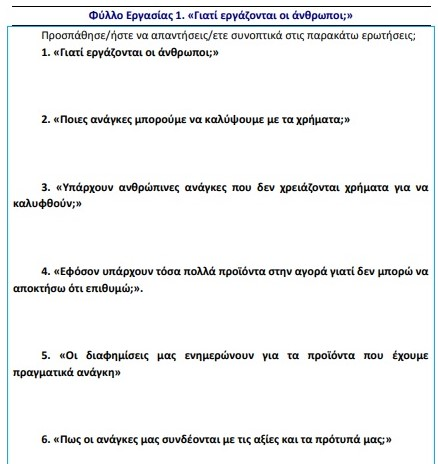 Φύλλο Εργασίας 1. «Γιατί εργάζονται οι άνθρωποι;»
Προσπάθησε/ήστε να απαντήσεις/ετε συνοπτικά στις παρακάτω ερωτήσεις;
1. «Γιατί εργάζονται οι άνθρωποι;»
2. «Ποιες ανάγκες μπορούμε να καλύψουμε με τα χρήματα;»
3. «Υπάρχουν ανθρώπινες ανάγκες που δεν χρειάζονται χρήματα για να
καλυφθούν;»
4. «Εφόσον υπάρχουν τόσα πολλά προϊόντα στην αγορά γιατί δεν μπορώ να
αποκτήσω ότι επιθυμώ;».
5. «Οι διαφημίσεις μας ενημερώνουν για τα προϊόντα που έχουμε
πραγματικά ανάγκη»
6. «Πως οι ανάγκες μας συνδέονται με τις αξίες και τα πρότυπά μας;»